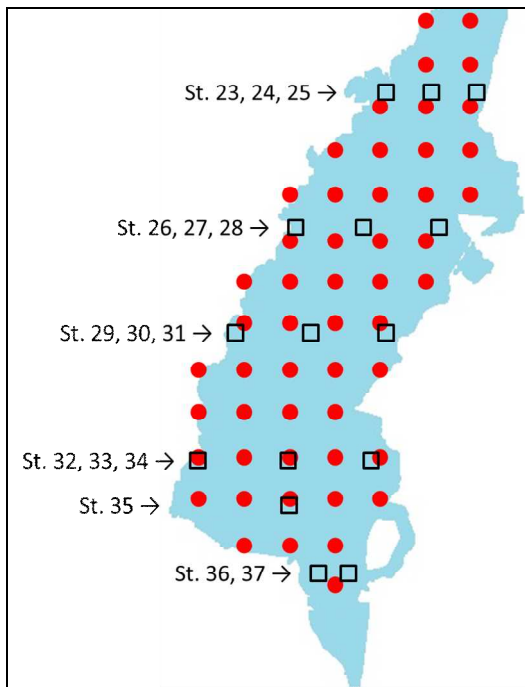 St. 23, 24, 25 →
St. 26, 27, 28 →
St. 29, 30, 31 →
St. 32, 33, 34 →
St. 35 →
St. 36, 37 →